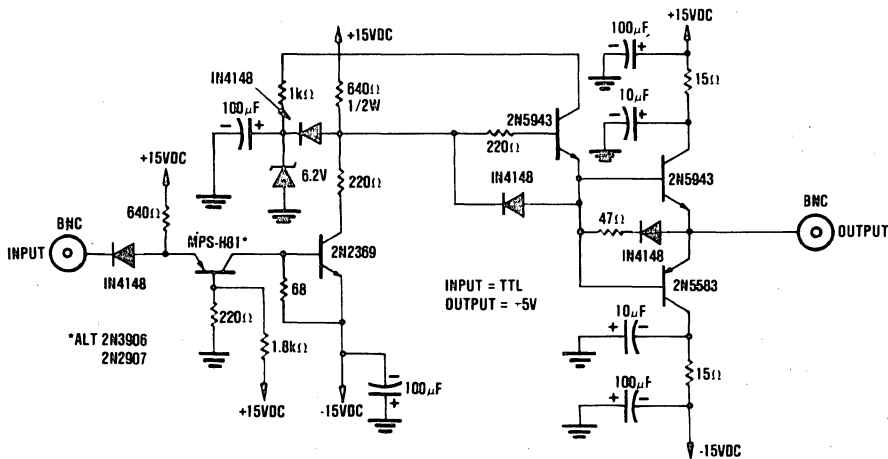 100μF
+15VDC
+15VDC
IN4148
1kΩ
640Ω
1/2W
15Ω
100μF
10μF
2N5943
+15VDC
220Ω
6.2V
220Ω
2N5943
640Ω
IN4148
BNC
47Ω
BNC
INPUT
MPS-H81*
2N2369
OUTPUT
IN4148
IN4148
68
INPUT = TTL
OUTPUT = +5V
2N5583
*ALT 2N3906
2N2907
220Ω
1.8kΩ
10μF
15Ω
100μF
100μF
+15VDC
-15VDC
-15VDC